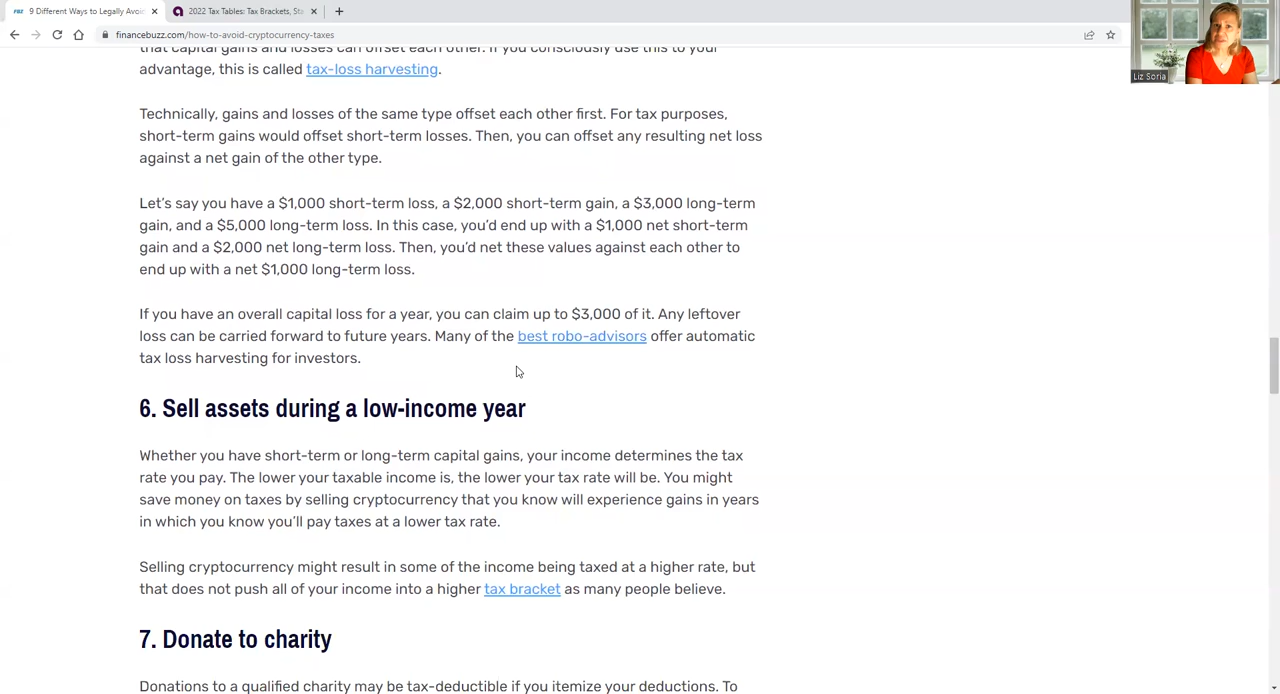 9 Different Ways to Legally Avoi
2022 Tax Tables: Tax Brackets, Sta
financebuzz.com/how-to-avoid-cryptocurrency-taxes
Liz Soria
that capital gains and losses can offset each other. If you consciously use this to your
advantage, this is called tax-loss harvesting.
Technically, gains and losses of the same type offset each other first. For tax purposes,
short-term gains would offset short-term losses. Then, you can offset any resulting net loss
against a net gain of the other type.
Let's say you have a $1,000 short-term loss, a $2,000 short-term gain, a $3,000 long-term
gain, and a $5,000 long-term loss. In this case, you'd end up with a $1,000 net short-term
gain and a $2,000 net long-term loss. Then, you'd net these values against each other to
end up with a net $1,000 long-term loss.
If you have an overall capital loss for a year, you can claim up to $3,000 of it. Any leftover
loss can be carried forward to future years. Many of the best robo-advisors offer automatic
tax loss harvesting for investors.
6. Sell assets during a low-income year
Whether you have short-term or long-term capital gains, your income determines the tax
rate you pay. The lower your taxable income is, the lower your tax rate will be. You might
save money on taxes by selling cryptocurrency that you know will experience gains in years
in which you know you'll pay taxes at a lower tax rate.
Selling cryptocurrency might result in some of the income being taxed at a higher rate, but
that does not push all of your income into a higher tax bracket as many people believe.
7. Donate to charity
Donations to a qualified charity may be tax-deductible if you itemize your deductions. To